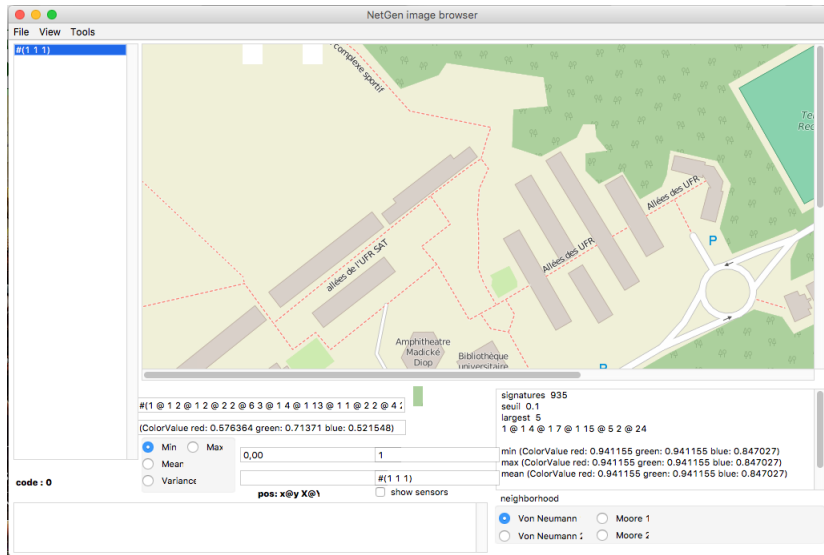 NetGen image browser
File View Tools
#(1 1 1)
complexe sportif
Allées des UFR
allées de l'UFR SAT
Allées des UFR
P
Amphitheatre
Madické
Diop
Bibliothèque
universitaire
#(1 @ 1 2 @ 1 2 @ 2 2 @ 6 3 @ 1 4 @ 1 13 @ 1 1 @ 2 2 @ 4
(ColorValue red: 0.576364 green: 0.71371 blue: 0.521548)
Min Max
Mean
Variance
0,00 1
#(1 1 1)
code : 0
pos: x@y X@
show sensors
signatures 935
seuil 0.1
largest 5
1 @ 1 4 @ 1 7 @ 1 15 @ 5 2 @ 24
min (ColorValue red: 0.941155 green: 0.941155 blue: 0.847027)
max (ColorValue red: 0.941155 green: 0.941155 blue: 0.847027)
mean (ColorValue red: 0.941155 green: 0.941155 blue: 0.847027)
neighborhood
Von Neumann Moore 1
Von Neumann 2 Moore 2